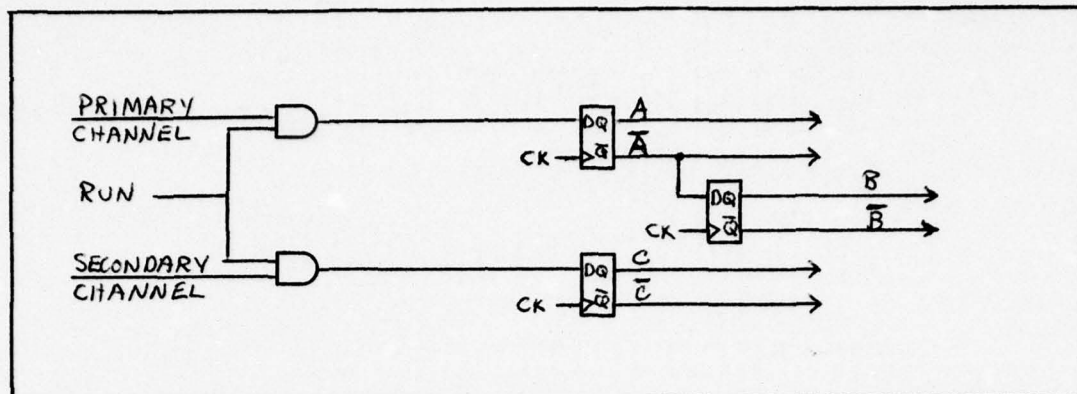 PRIMARY
CHANNEL
RUN
SECONDARY
CHANNEL
DQ
Q̅
CK
A
A̅
DQ
Q̅
CK
B
B̅
DQ
Q̅
CK
C
C̅